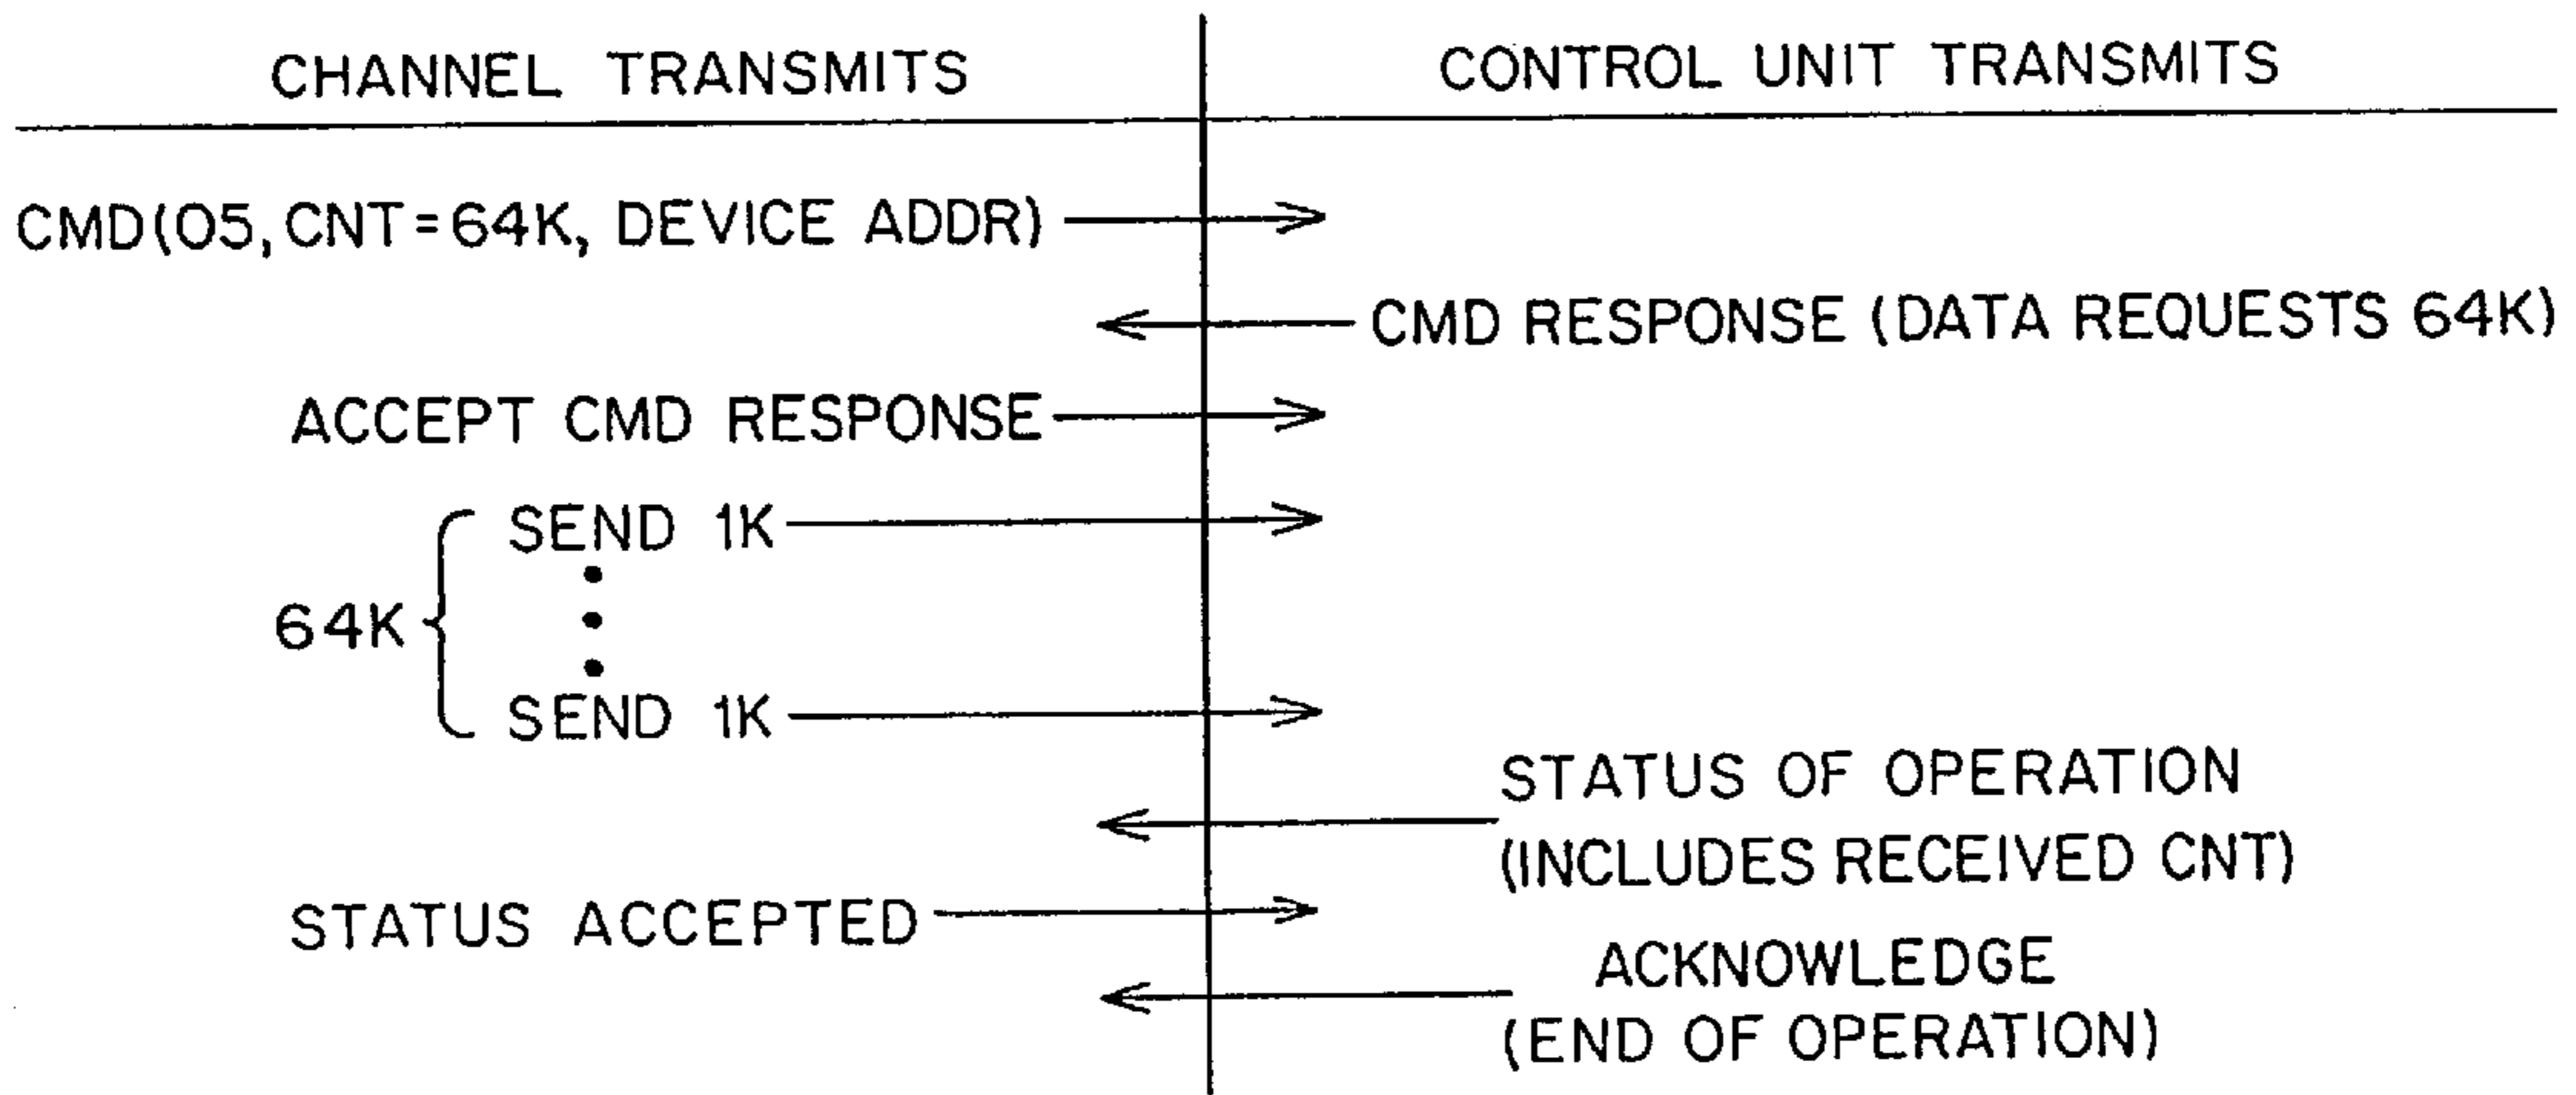 CHANNEL TRANSMITS
CONTROL UNIT TRANSMITS
CMD(05, CNT=64K, DEVICE ADDR)
CMD RESPONSE (DATA REQUESTS 64K)
ACCEPT CMD RESPONSE
SEND 1K
64K
SEND 1K
STATUS OF OPERATION
(INCLUDES RECEIVED CNT)
STATUS ACCEPTED
ACKNOWLEDGE
(END OF OPERATION)